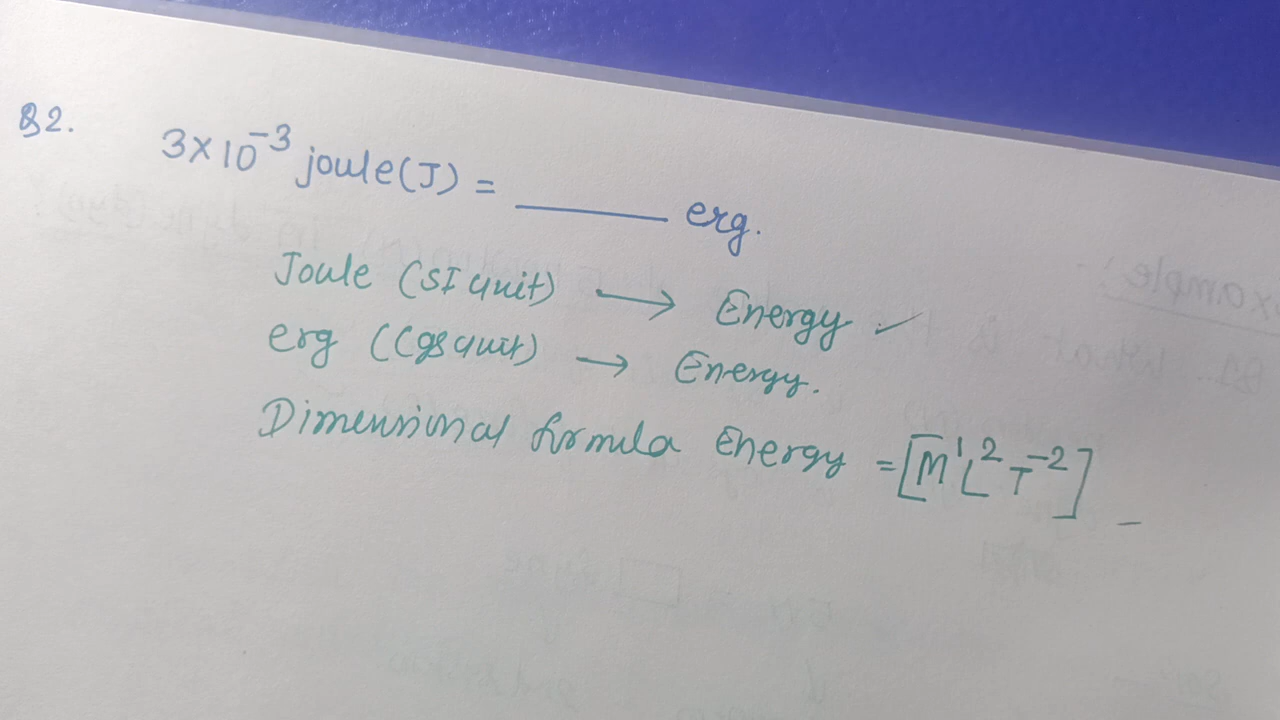 Q2.
3×10⁻³ joule(J) = ______ erg.
Joule (SI unit) ⟶ Energy ✓
erg (Cgs unit) → Energy.
Dimensional formula Energy = [M¹L²T⁻²]